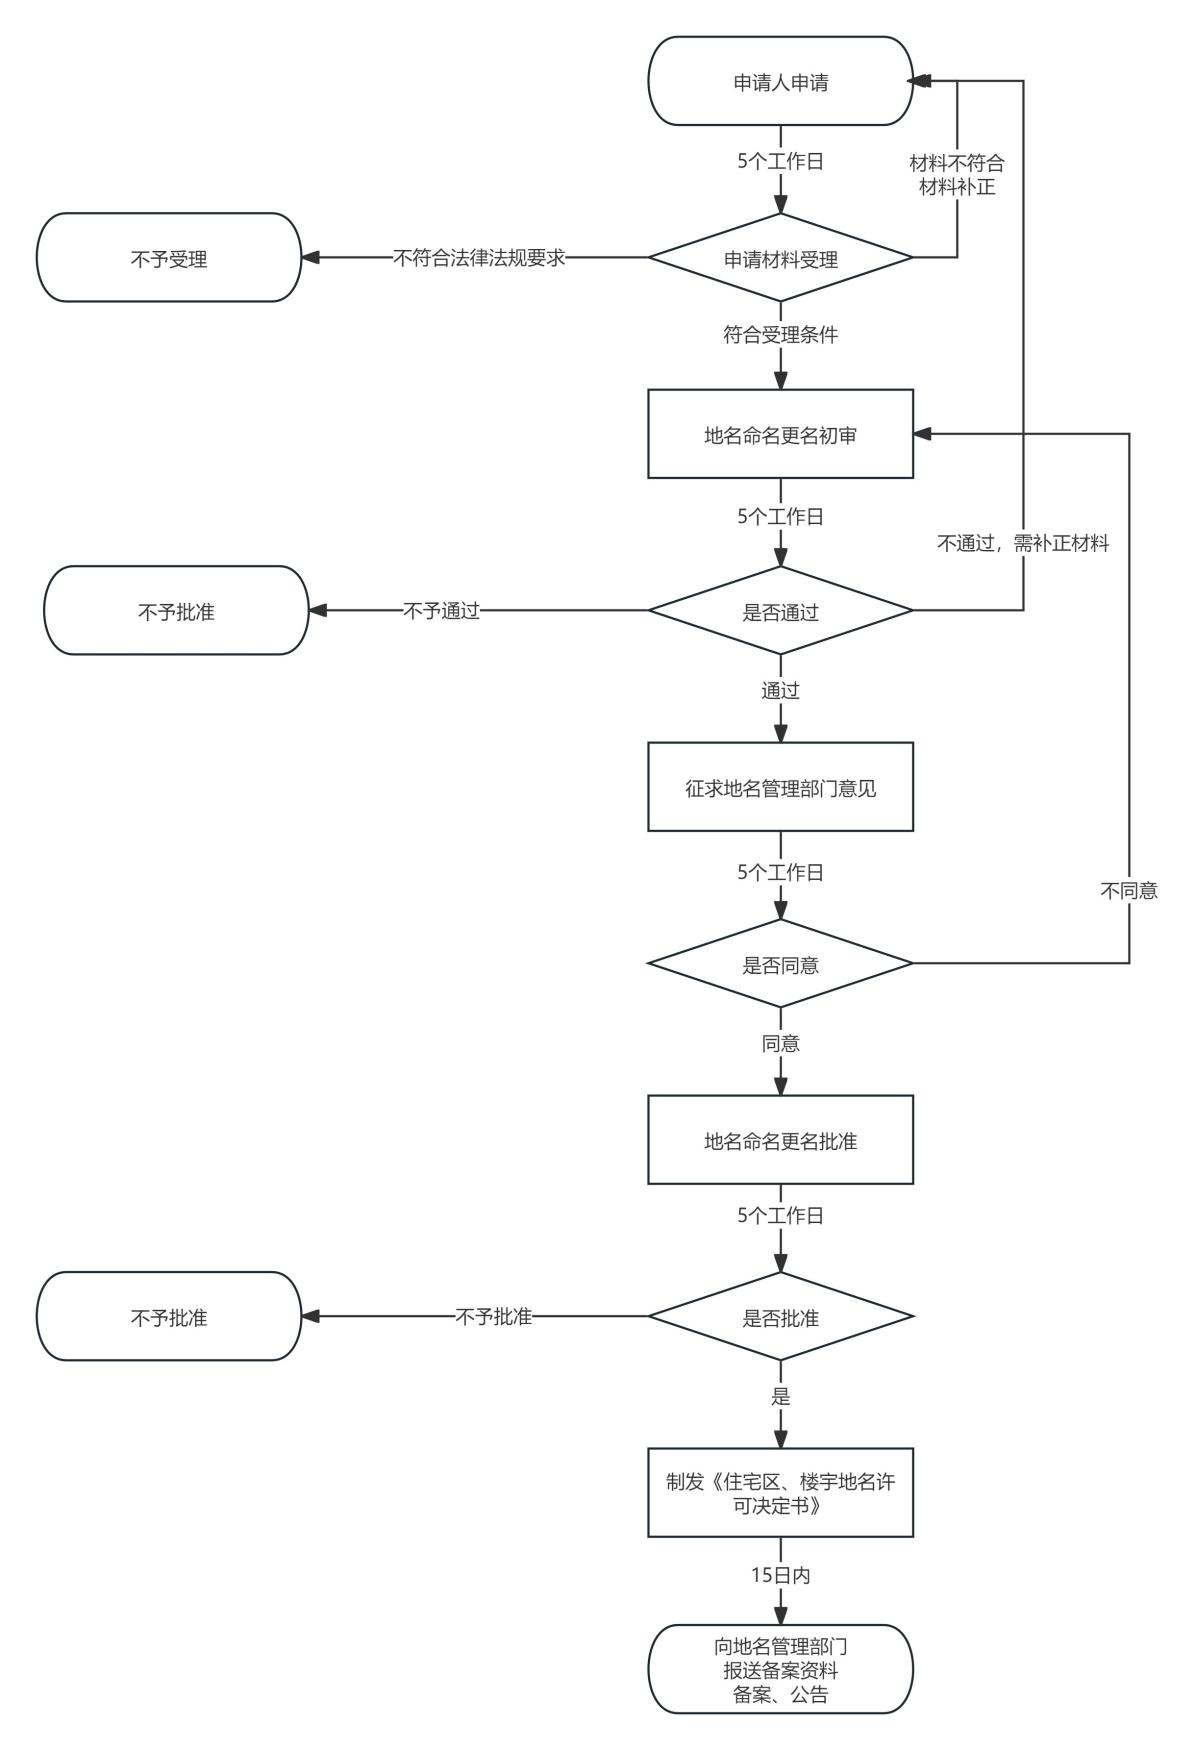 申请人申请
5个工作日
材料不符合
材料补正
不予受理
不符合法律法规要求
申请材料受理
符合受理条件
地名命名更名初审
5个工作日
不通过，需补正材料
不予批准
不予通过
是否通过
通过
征求地名管理部门意见
5个工作日
不同意
是否同意
同意
地名命名更名批准
5个工作日
不予批准
不予批准
是否批准
是
制发《住宅区、楼宇地名许
可决定书》
15日内
向地名管理部门
报送备案资料
备案、公告